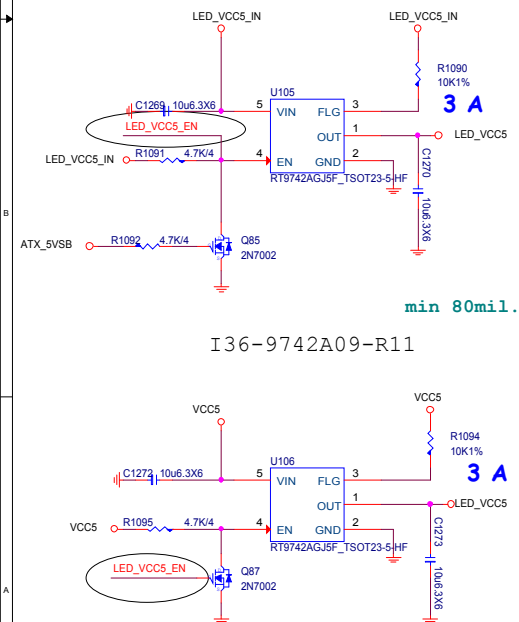 LED_VCC5_IN
LED_VCC5_IN
R1090
10K1%
3 A
C1269 10u6.3X6
U105
5 VIN FLG 3
LED_VCC5_EN
OUT 1
LED_VCC5
LED_VCC5_IN R1091 4.7K/4
4 EN GND 2
RT9742AGJ5F_TSOT23-5-HF
C1270
10u6.3X6
B
ATX_5VSB R1092 4.7K/4
Q85
2N7002
min 80mil.
I36-9742A09-R11
VCC5
VCC5
R1094
10K1%
3 A
C1272 10u6.3X6
U106
5 VIN FLG 3
OUT 1
LED_VCC5
VCC5 R1095 4.7K/4
4 EN GND 2
RT9742AGJ5F_TSOT23-5-HF
C1273
10u6.3X6
LED_VCC5_EN
Q87
2N7002
A